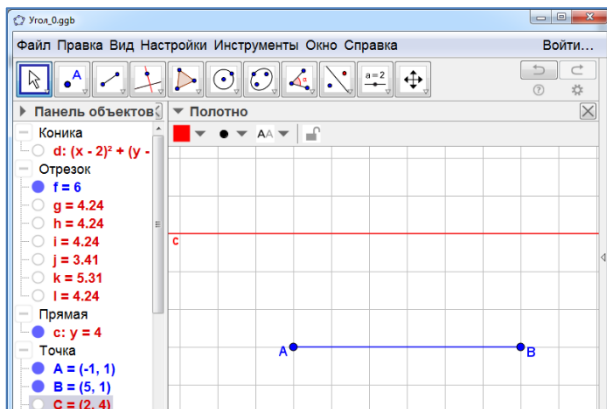 Угол_0.ggb
Файл Правка Вид Настройки Инструменты Окно Справка Войти...
A
a=2
Панель объектов Полотно
Коника
d: (x - 2)² + (y -
AA
Отрезок
f = 6
g = 4.24
h = 4.24
i = 4.24
j = 3.41
k = 5.31
l = 4.24
Прямая
c: y = 4
Точка
A = (-1, 1)
B = (5, 1)
C = (2, 4)
c
A
B